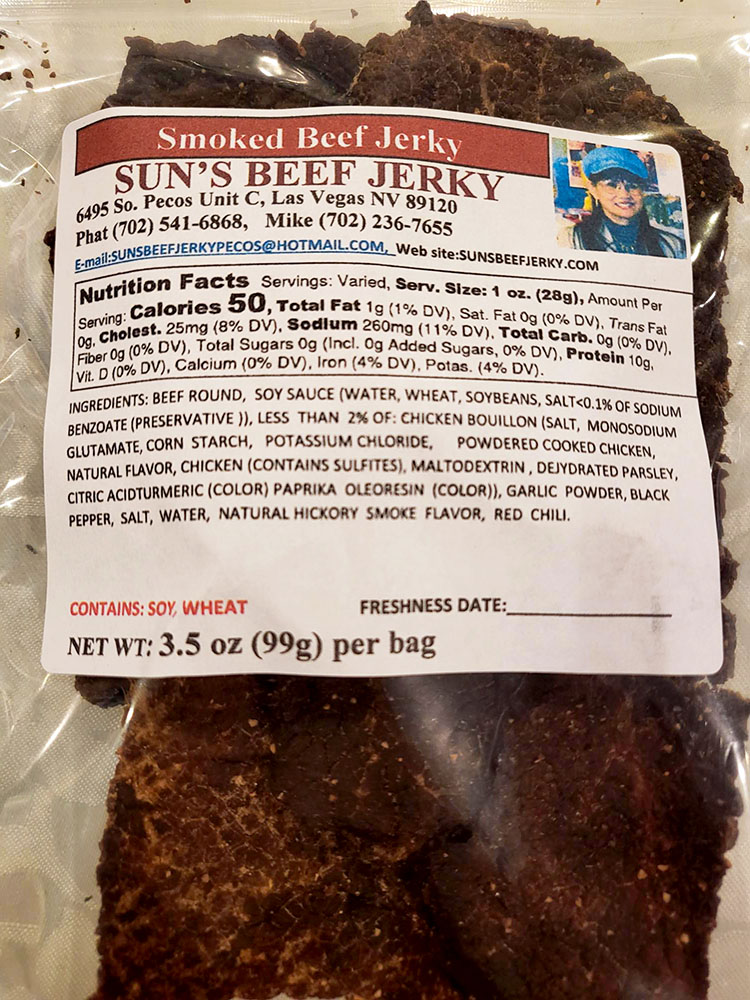 Smoked Beef Jerky
SUN'S BEEF JERKY
6495 So. Pecos Unit C, Las Vegas NV 89120
Phat (702) 541-6868, Mike (702) 236-7655
E-mail:SUNSBEEFJERKYPECOS@HOTMAIL.COM, Web site:SUNSBEEFJERKY.COM
Nutrition Facts Servings: Varied, Serv. Size: 1 oz. (28g), Amount Per
Serving: Calories 50, Total Fat 1g (1% DV), Sat. Fat 0g (0% DV), Trans Fat
0g, Cholest. 25mg (8% DV), Sodium 260mg (11% DV), Total Carb. 0g (0% DV),
Fiber 0g (0% DV), Total Sugars 0g (Incl. 0g Added Sugars, 0% DV), Protein 10g,
Vit. D (0% DV), Calcium (0% DV), Iron (4% DV), Potas. (4% DV).
INGREDIENTS: BEEF ROUND, SOY SAUCE (WATER, WHEAT, SOYBEANS, SALT<0.1% OF SODIUM
BENZOATE (PRESERVATIVE )), LESS THAN 2% OF: CHICKEN BOUILLON (SALT, MONOSODIUM
GLUTAMATE, CORN STARCH, POTASSIUM CHLORIDE, POWDERED COOKED CHICKEN,
NATURAL FLAVOR, CHICKEN (CONTAINS SULFITES), MALTODEXTRIN , DEJYDRATED PARSLEY,
CITRIC ACIDTURMERIC (COLOR) PAPRIKA OLEORESIN (COLOR)), GARLIC POWDER, BLACK
PEPPER, SALT, WATER, NATURAL HICKORY SMOKE FLAVOR, RED CHILI.
CONTAINS: SOY, WHEAT FRESHNESS DATE:
NET WT: 3.5 oz (99g) per bag